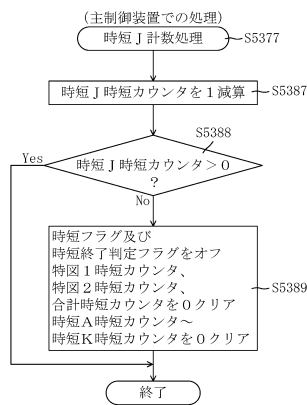 (主制御装置での処理)
時短J計数処理
S5377
時短J時短カウンタを1減算
S5387
S5388
時短J時短カウンタ>0
?
Yes
No
時短フラグ及び
時短終了判定フラグをオフ
特図1時短カウンタ、
特図2時短カウンタ、
合計時短カウンタを0クリア
時短A時短カウンタ～
時短K時短カウンタを0クリア
S5389
終了